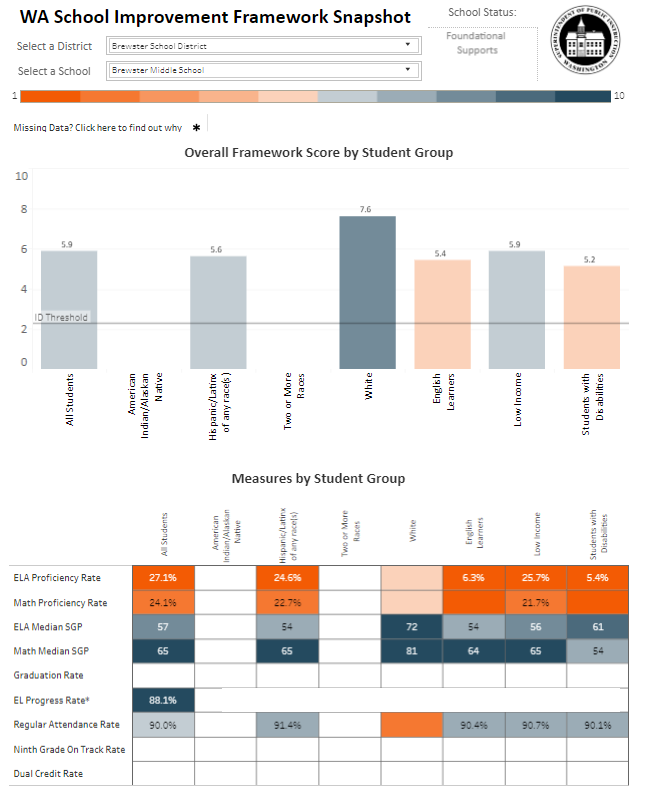 WA School Improvement Framework Snapshot
School Status:
Foundational
Supports
SUPERINTENDENT OF PUBLIC INSTRUCTION
WASHINGTON
Select a District
Brewster School District
Select a School
Brewster Middle School
1
10
Missing Data? Click here to find out why *
Overall Framework Score by Student Group
10
8
6
4
2
0
5.9
5.6
7.6
5.4
5.9
5.2
ID Threshold
All Students
American
Indian/Alaskan
Native
Hispanic/Latinx
of any race(s)
Two or More
Races
White
English
Learners
Low Income
Students with
Disabilities
Measures by Student Group
All Students
American
Indian/Alaskan
Native
Hispanic/Latinx
of any race(s)
Two or More
Races
White
English
Learners
Low Income
Students with
Disabilities
ELA Proficiency Rate 27.1% 24.6% 6.3% 25.7% 5.4%
Math Proficiency Rate 24.1% 22.7% 21.7%
ELA Median SGP 57 54 72 54 56 61
Math Median SGP 65 65 81 64 65 54
Graduation Rate
EL Progress Rate* 88.1%
Regular Attendance Rate 90.0% 91.4% 90.4% 90.7% 90.1%
Ninth Grade On Track Rate
Dual Credit Rate